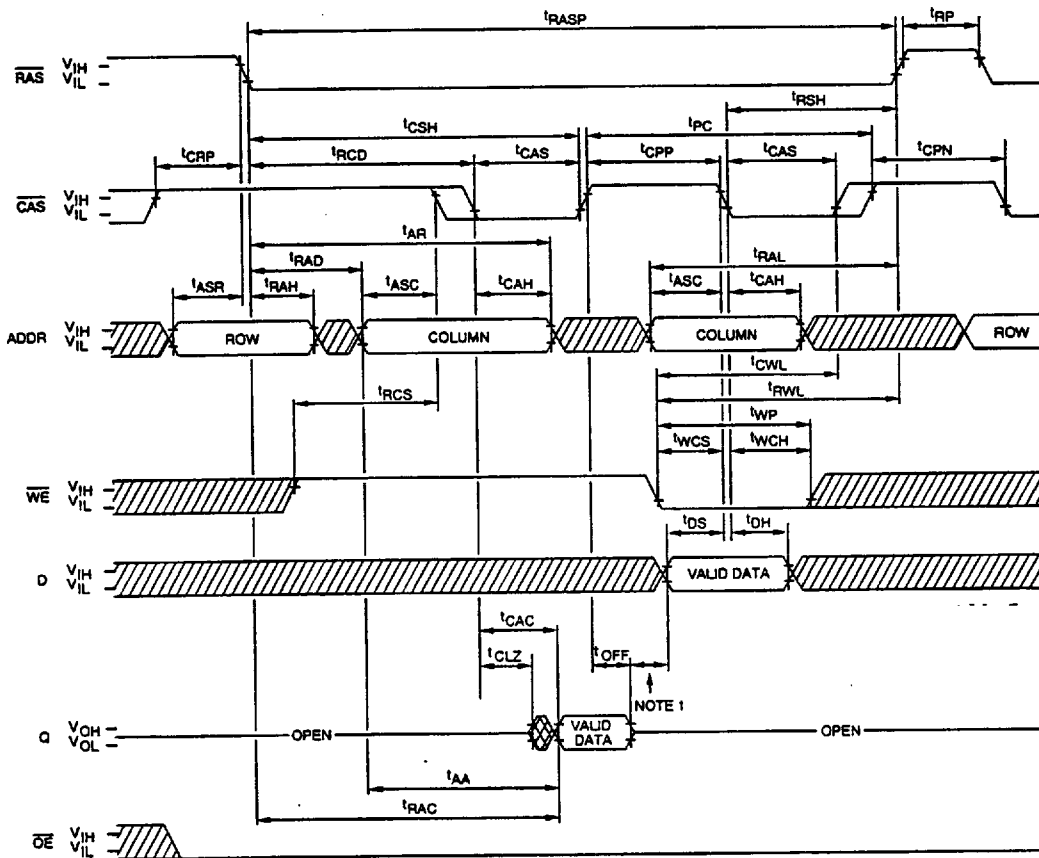 tRASP
tRP
RAS VIH
VIL
tRSH
tCSH
tPC
tCRP
tRCD
tCAS
tCPP
tCAS
tCPN
CAS VIH
VIL
tAR
tRAD
tRAL
tASR
tRAH
tASC
tCAH
tASC
tCAH
ADDR VIH
VIL
ROW
COLUMN
COLUMN
ROW
tCWL
tRCS
tRWL
tWP
tWCS
tWCH
WE VIH
VIL
tDS
tDH
D VIH
VIL
VALID DATA
tCAC
tCLZ
tOFF
NOTE 1
Q VOH
VOL
OPEN
VALID
DATA
OPEN
tAA
tRAC
OE VIH
VIL